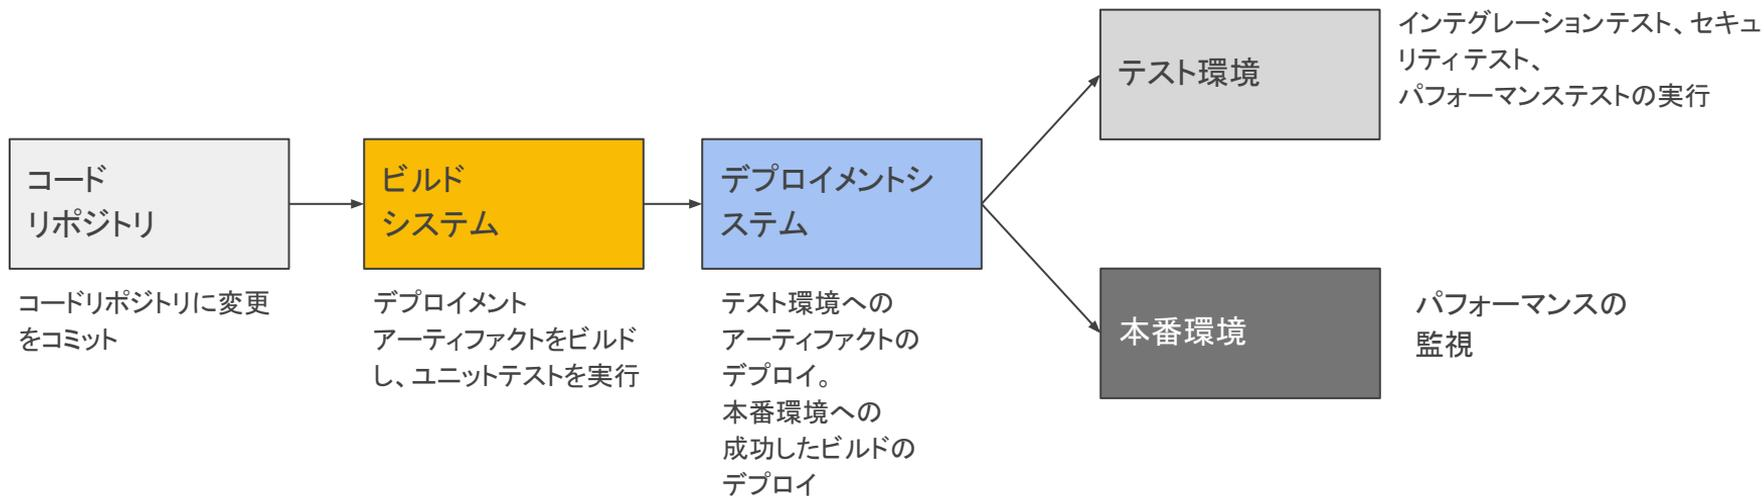 コード
リポジトリ
コードリポジトリに変更
をコミット
ビルド
システム
デプロイメント
アーティファクトをビルド
し、ユニットテストを実行
デプロイメントシ
ステム
テスト環境への
アーティファクトの
デプロイ。
本番環境への
成功したビルドの
デプロイ
テスト環境
インテグレーションテスト、セキュ
リティテスト、
パフォーマンステストの実行
本番環境
パフォーマンスの
監視